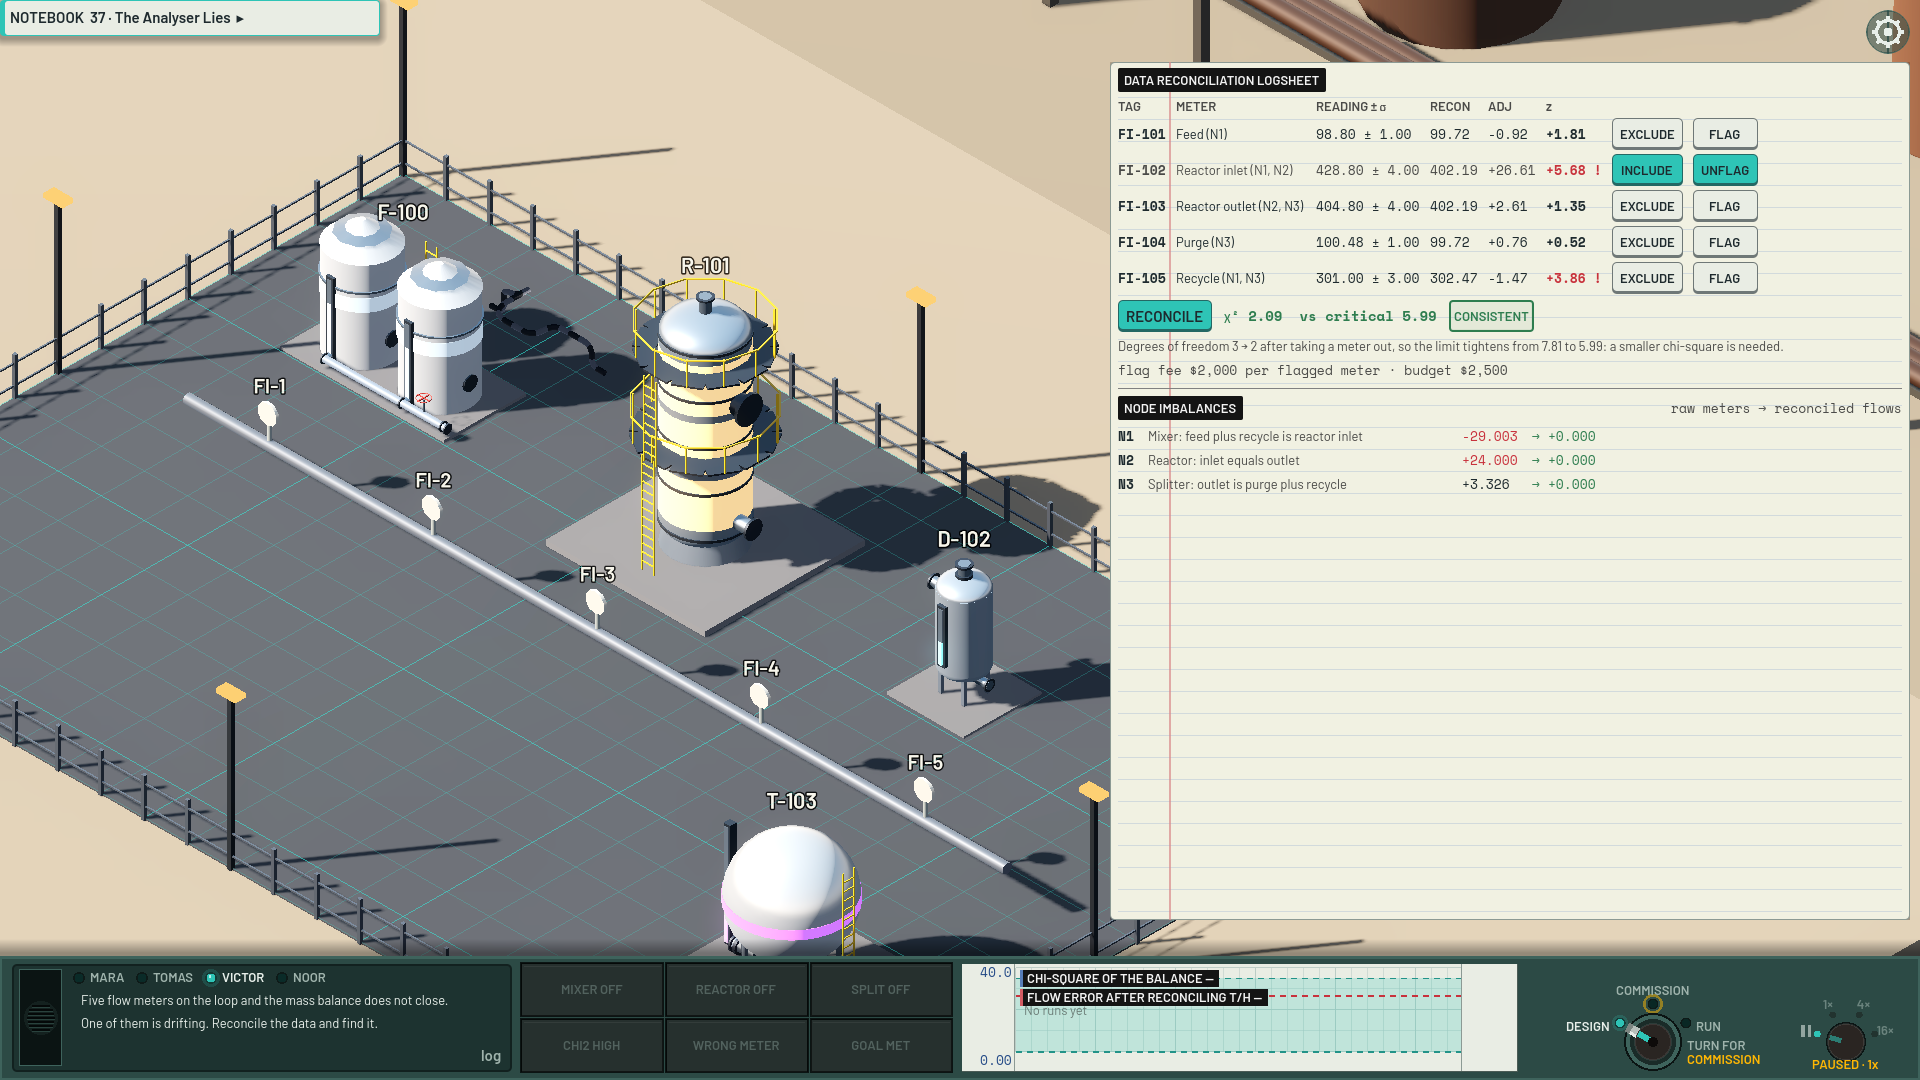 NOTEBOOK 37 · The Analyser Lies ▸
DATA RECONCILIATION LOGSHEET
TAG METER READING ± σ RECON ADJ z
FI-101 Feed (N1) 98.80 ± 1.00 99.72 -0.92 +1.81 EXCLUDE FLAG
FI-102 Reactor inlet (N1, N2) 428.80 ± 4.00 402.19 +26.61 +5.68 ! INCLUDE UNFLAG
FI-103 Reactor outlet (N2, N3) 404.80 ± 4.00 402.19 +2.61 +1.35 EXCLUDE FLAG
FI-104 Purge (N3) 100.48 ± 1.00 99.72 +0.76 +0.52 EXCLUDE FLAG
FI-105 Recycle (N1, N3) 301.00 ± 3.00 302.47 -1.47 +3.86 ! EXCLUDE FLAG
RECONCILE χ² 2.09 vs critical 5.99 CONSISTENT
Degrees of freedom 3 → 2 after taking a meter out, so the limit tightens from 7.81 to 5.99: a smaller chi-square is needed.
flag fee $2,000 per flagged meter · budget $2,500
NODE IMBALANCES raw meters → reconciled flows
N1 Mixer: feed plus recycle is reactor inlet -29.003 → +0.000
N2 Reactor: inlet equals outlet +24.000 → +0.000
N3 Splitter: outlet is purge plus recycle +3.326 → +0.000
F-100
R-101
FI-1
FI-2
D-102
FI-3
FI-4
FI-5
T-103
MARA TOMAS VICTOR NOOR
Five flow meters on the loop and the mass balance does not close.
One of them is drifting. Reconcile the data and find it.
log
MIXER OFF REACTOR OFF SPLIT OFF
CHI2 HIGH WRONG METER GOAL MET
40.0
CHI-SQUARE OF THE BALANCE —
FLOW ERROR AFTER RECONCILING T/H —
No runs yet
0.00
COMMISSION
DESIGN RUN
TURN FOR
COMMISSION
1× 4×
16×
PAUSED · 1x